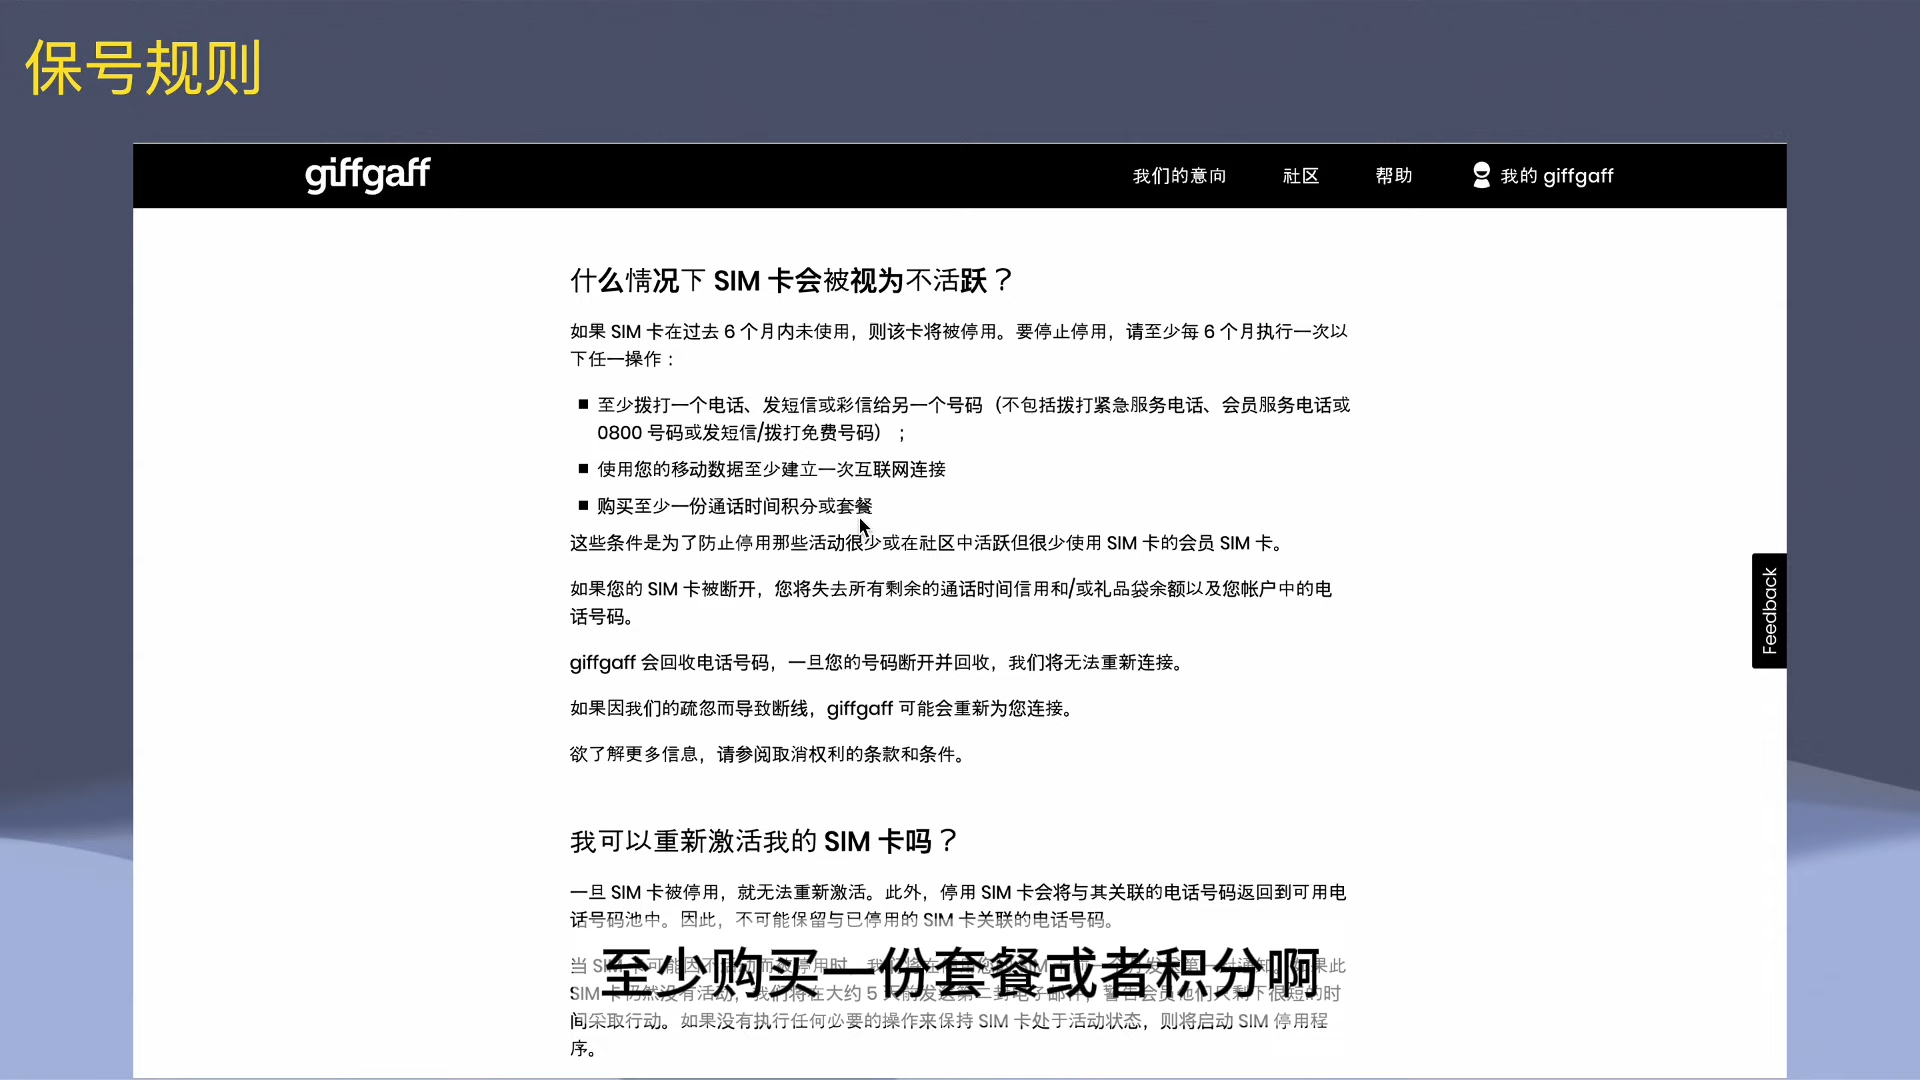 保号规则
giffgaff
我们的意向
社区
帮助
我的 giffgaff
什么情况下 SIM 卡会被视为不活跃？
如果 SIM 卡在过去 6 个月内未使用，则该卡将被停用。要停止停用，请至少每 6 个月执行一次以
下任一操作：
至少拨打一个电话、发短信或彩信给另一个号码（不包括拨打紧急服务电话、会员服务电话或
0800 号码或发短信/拨打免费号码）；
使用您的移动数据至少建立一次互联网连接
购买至少一份通话时间积分或套餐
这些条件是为了防止停用那些活动很少或在社区中活跃但很少使用 SIM 卡的会员 SIM 卡。
如果您的 SIM 卡被断开，您将失去所有剩余的通话时间信用和/或礼品袋余额以及您帐户中的电
话号码。
giffgaff 会回收电话号码，一旦您的号码断开并回收，我们将无法重新连接。
如果因我们的疏忽而导致断线，giffgaff 可能会重新为您连接。
欲了解更多信息，请参阅取消权利的条款和条件。
Feedback
我可以重新激活我的 SIM 卡吗？
一旦 SIM 卡被停用，就无法重新激活。此外，停用 SIM 卡会将与其关联的电话号码返回到可用电
话号码池中。因此，不可能保留与已停用的 SIM 卡关联的电话号码。
至少购买一份套餐或者积分啊
间采取行动。如果没有执行任何必要的操作来保持 SIM 卡处于活动状态，则将启动 SIM 停用程
序。